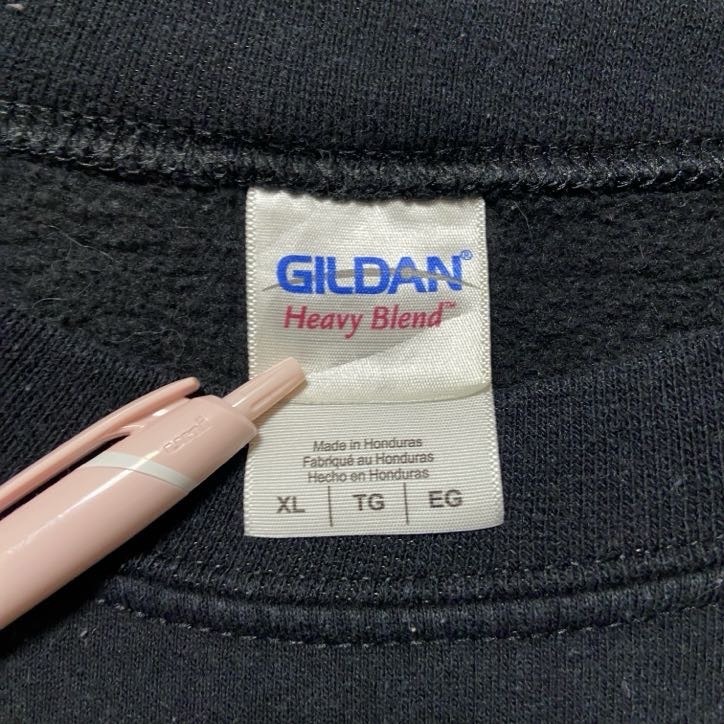 GILDAN®
Heavy Blend™
Made in Honduras
Fabriqué au Honduras
Hecho en Honduras
XL | TG | EG